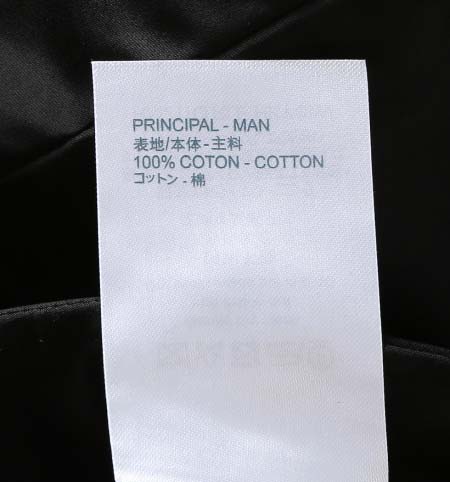 PRINCIPAL - MAN
表地/本体 - 主料
100% COTON - COTTON
コットン - 棉